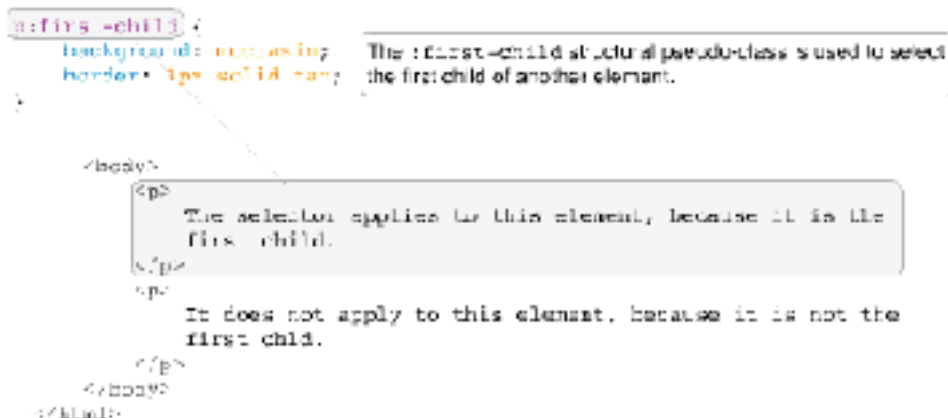 p:first-child {
background: moccasin;
border: 1px solid tan;
}
The :first-child structural pseudo-class is used to select
the first child of another element.
<body>
<p>
The selector applies to this element, because it is the
first child.
</p>
<p>
It does not apply to this element, because it is not the
first chld.
</p>
</body>
</html>